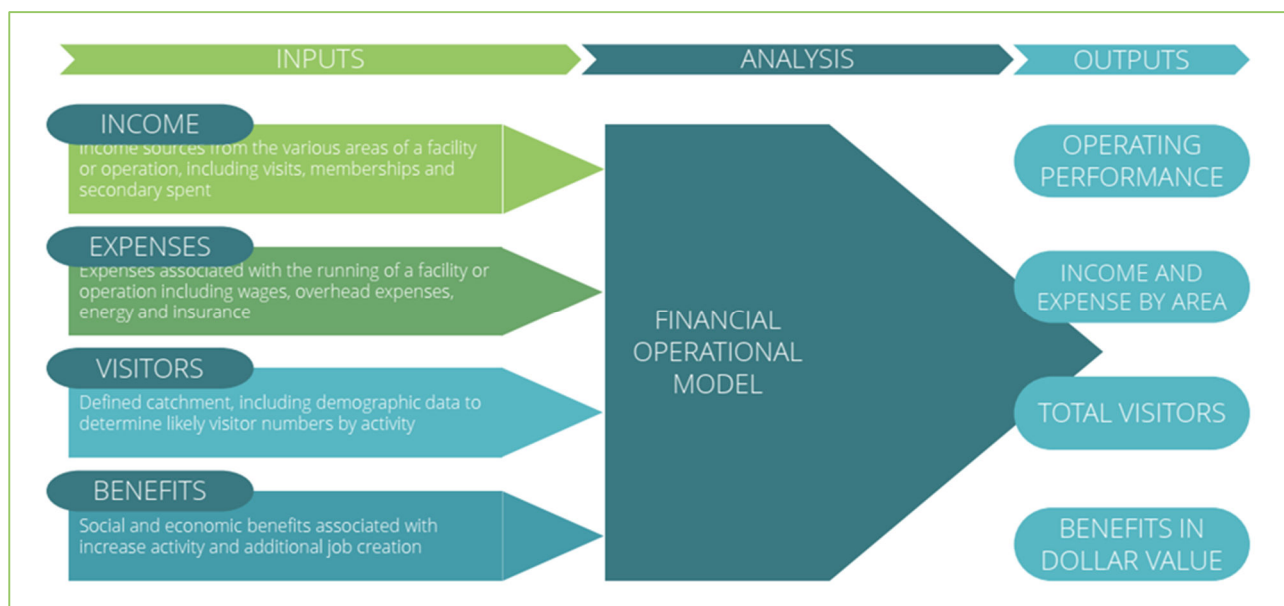 INPUTS
ANALYSIS
OUTPUTS
INCOME
Income sources from the various areas of a facility
or operation, including visits, memberships and
secondary spent
EXPENSES
Expenses associated with the running of a facility or
operation including wages, overhead expenses,
energy and insurance
VISITORS
Defined catchment, including demographic data to
determine likely visitor numbers by activity
BENEFITS
Social and economic benefits associated with
increase activity and additional job creation
FINANCIAL
OPERATIONAL
MODEL
OPERATING
PERFORMANCE
INCOME AND
EXPENSE BY AREA
TOTAL VISITORS
BENEFITS IN
DOLLAR VALUE